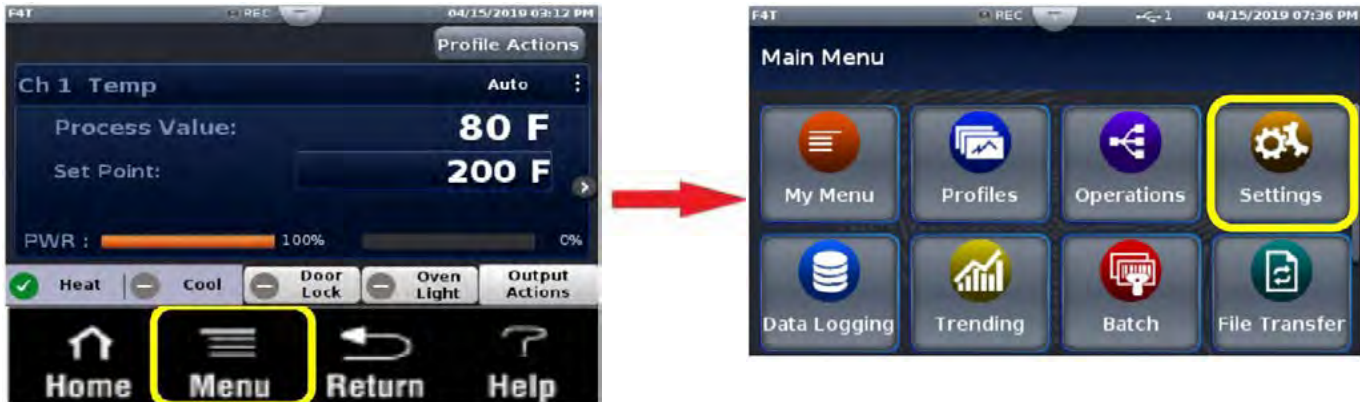 F4T REC 04/15/2019 03:12 PM
Profile Actions
Ch 1 Temp Auto
Process Value: 80 F
Set Point: 200 F
PWR : 100% 0%
Heat Cool Door Lock Oven Light Output Actions
Home Menu Return Help
F4T REC 1 04/15/2019 07:36 PM
Main Menu
My Menu Profiles Operations Settings
Data Logging Trending Batch File Transfer